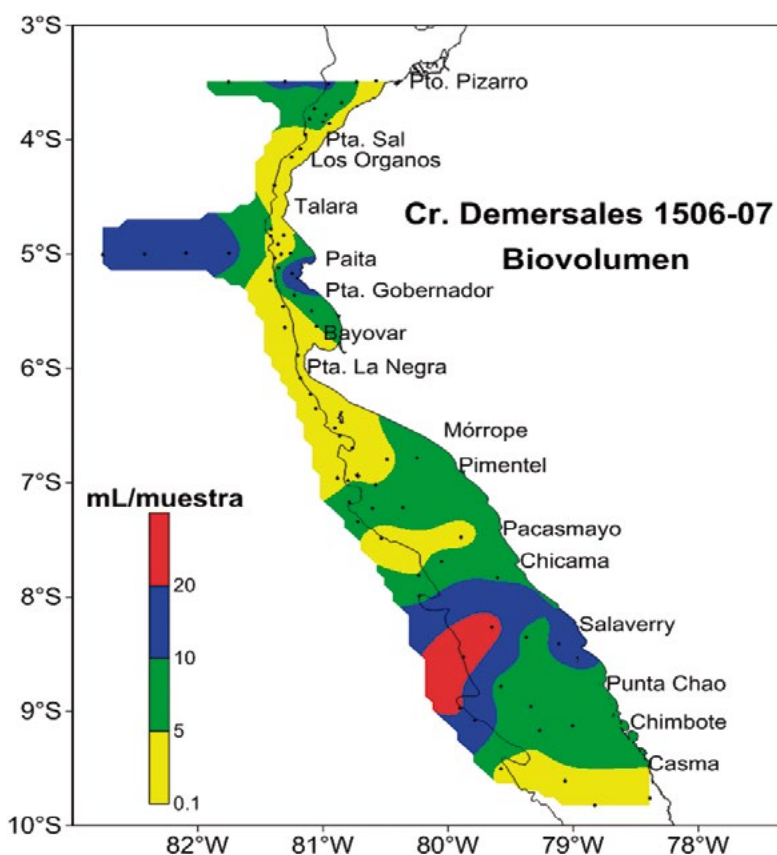 3°S
Pto. Pizarro
4°S
Pta. Sal
Los Organos
Talara
Cr. Demersales 1506-07
5°S
Paita
Biovolumen
Pta. Gobernador
Bayovar
6°S
Pta. La Negra
Mórrope
7°S
Pimentel
mL/muestra
Pacasmayo
Chicama
20
8°S
Salaverry
10
Punta Chao
9°S
Chimbote
5
Casma
0.1
10°S
82°W
81°W
80°W
79°W
78°W